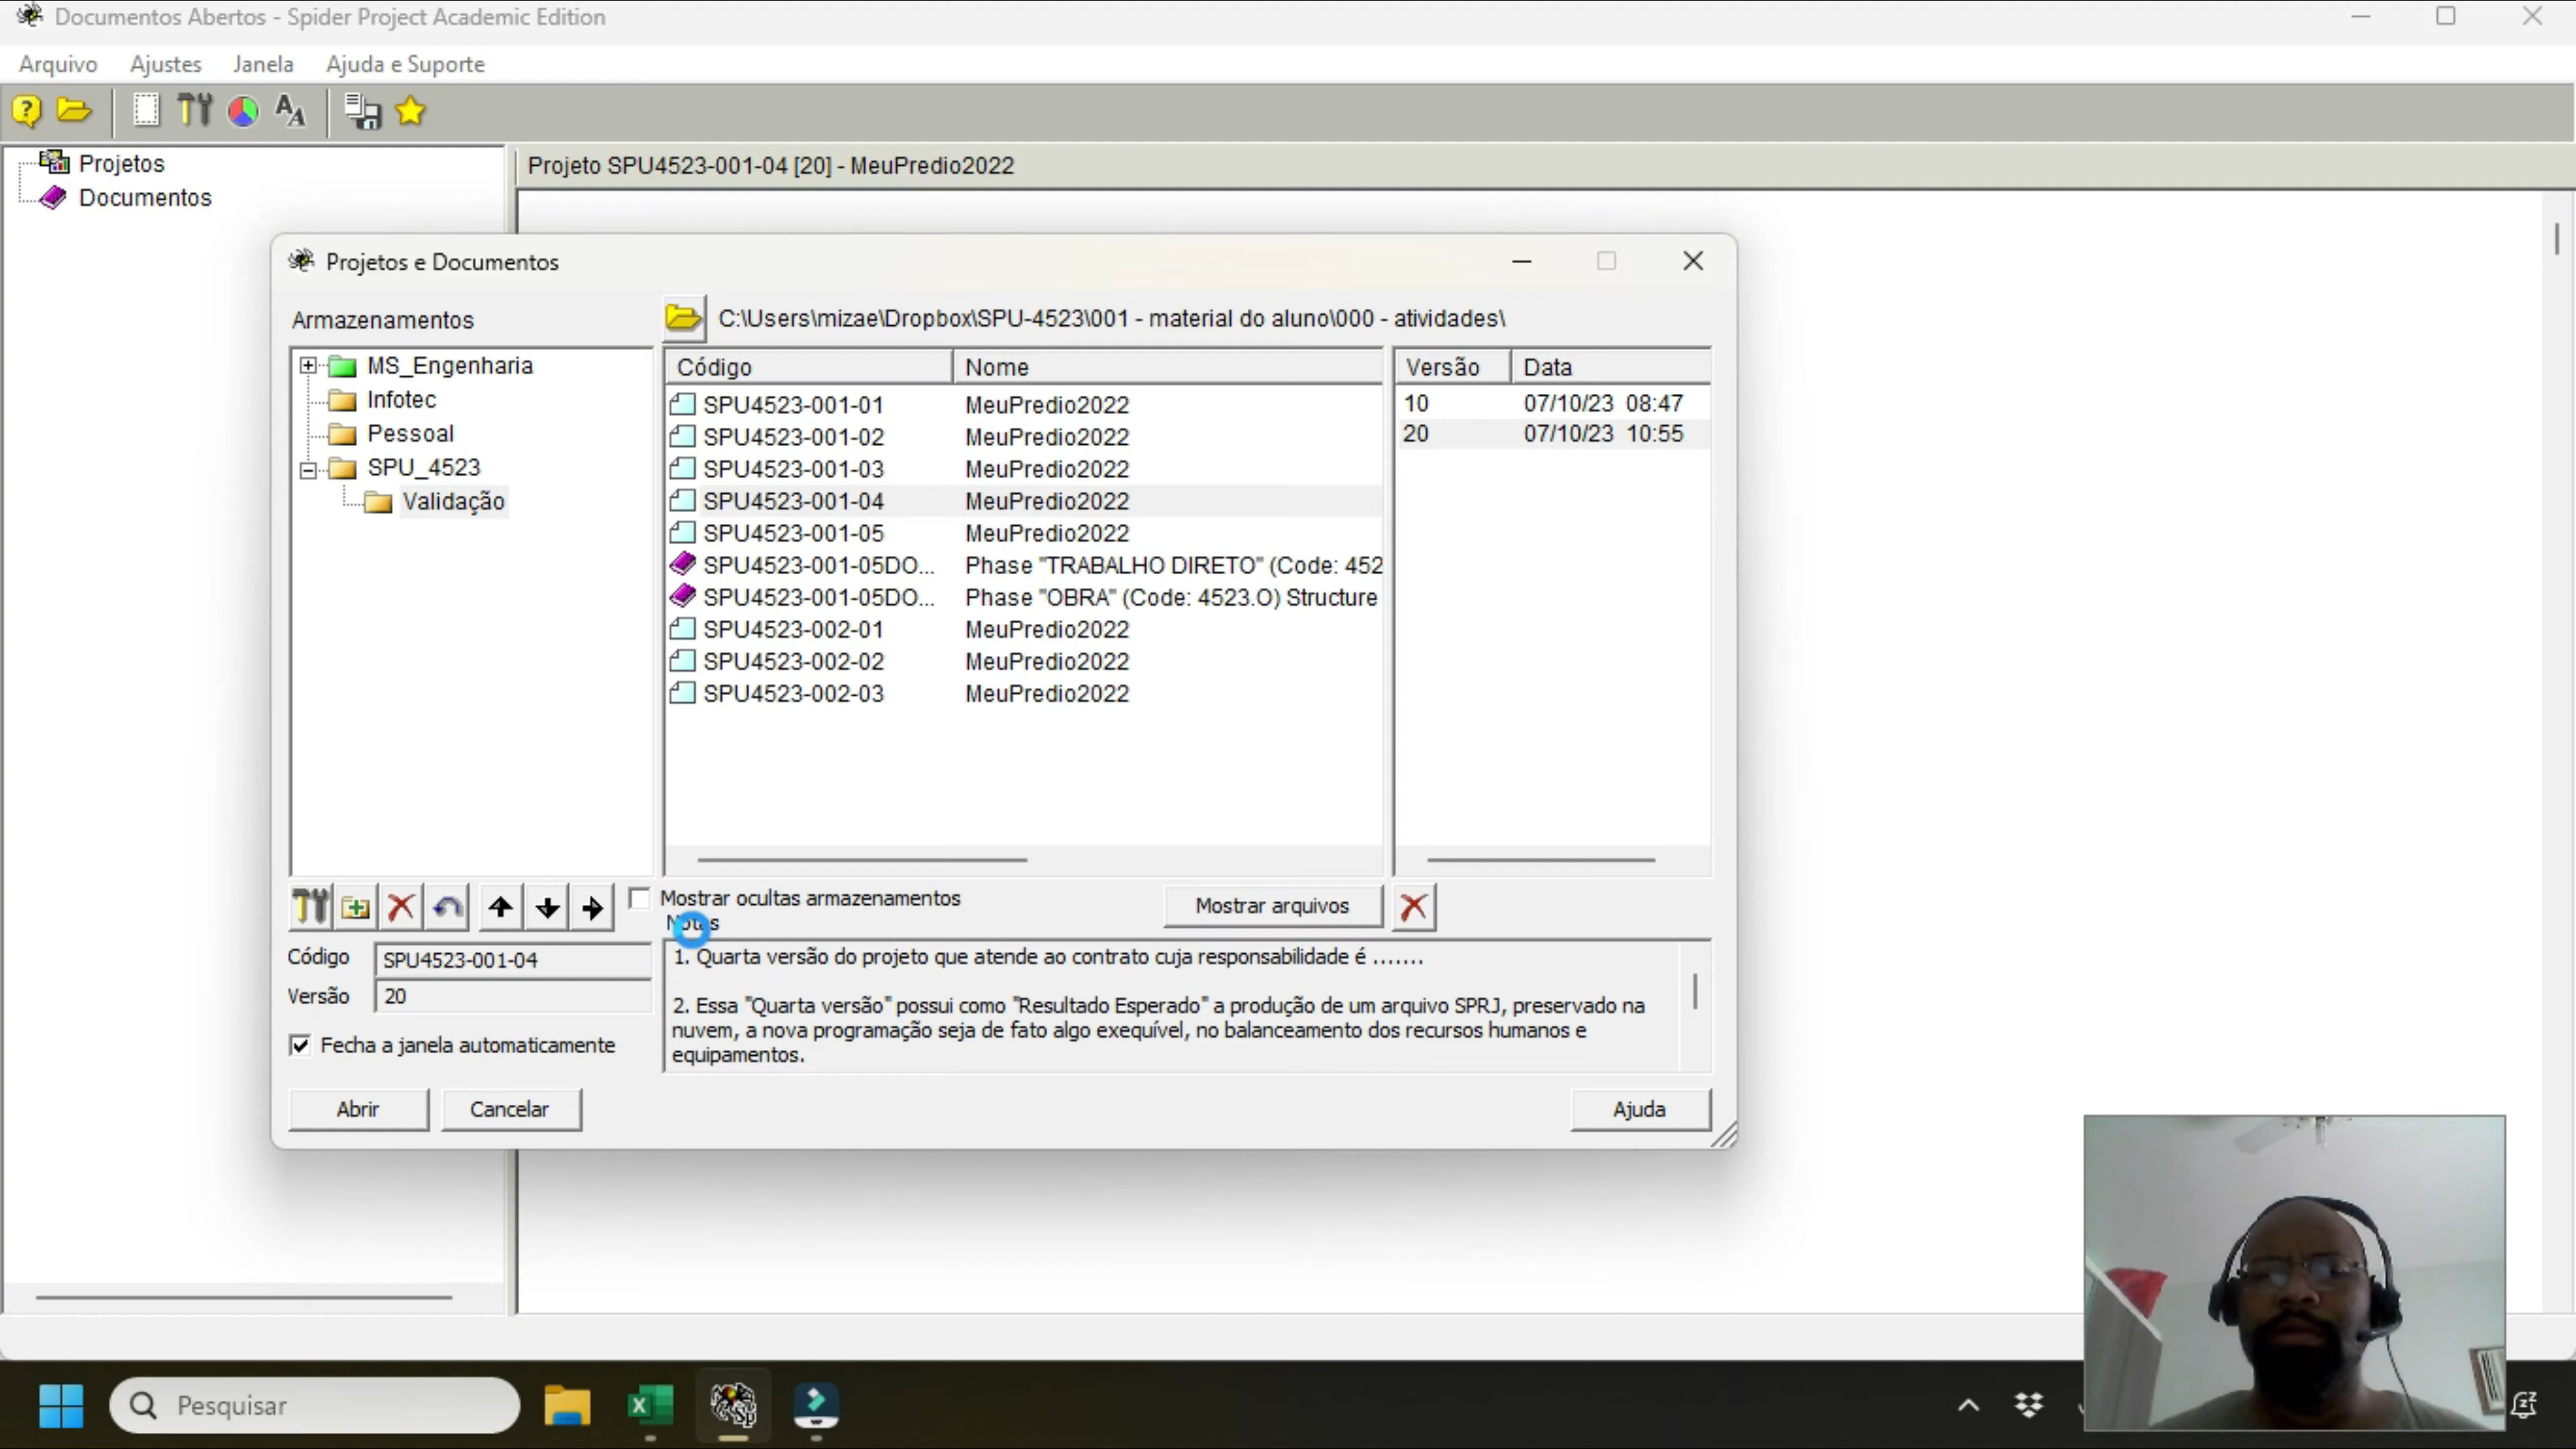 Documentos Abertos - Spider Project Academic Edition
Arquivo Ajustes Janela Ajuda e Suporte
Projetos
Documentos
Projeto SPU4523-001-04 [20] - MeuPredio2022
Projetos e Documentos
Armazenamentos
C:\Users\mizae\Dropbox\SPU-4523\001 - material do aluno\000 - atividades\
MS_Engenharia
Infotec
Pessoal
SPU_4523
Validação
Código Nome
SPU4523-001-01 MeuPredio2022
SPU4523-001-02 MeuPredio2022
SPU4523-001-03 MeuPredio2022
SPU4523-001-04 MeuPredio2022
SPU4523-001-05 MeuPredio2022
SPU4523-001-05DO... Phase "TRABALHO DIRETO" (Code: 452
SPU4523-001-05DO... Phase "OBRA" (Code: 4523.O) Structure
SPU4523-002-01 MeuPredio2022
SPU4523-002-02 MeuPredio2022
SPU4523-002-03 MeuPredio2022
Versão Data
10 07/10/23 08:47
20 07/10/23 10:55
Mostrar ocultas armazenamentos
Mostrar arquivos
Notas
Código SPU4523-001-04
Versão 20
Fecha a janela automaticamente
1. Quarta versão do projeto que atende ao contrato cuja responsabilidade é .......
2. Essa "Quarta versão" possui como "Resultado Esperado" a produção de um arquivo SPRJ, preservado na
nuvem, a nova programação seja de fato algo exequível, no balanceamento dos recursos humanos e
equipamentos.
Abrir Cancelar Ajuda
Pesquisar